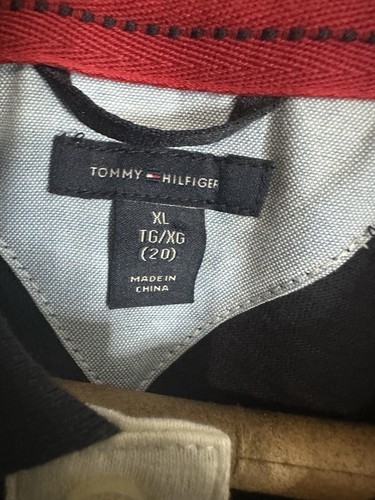 TOMMY HILFIGER
XL
TG/XG
(20)
MADE IN
CHINA